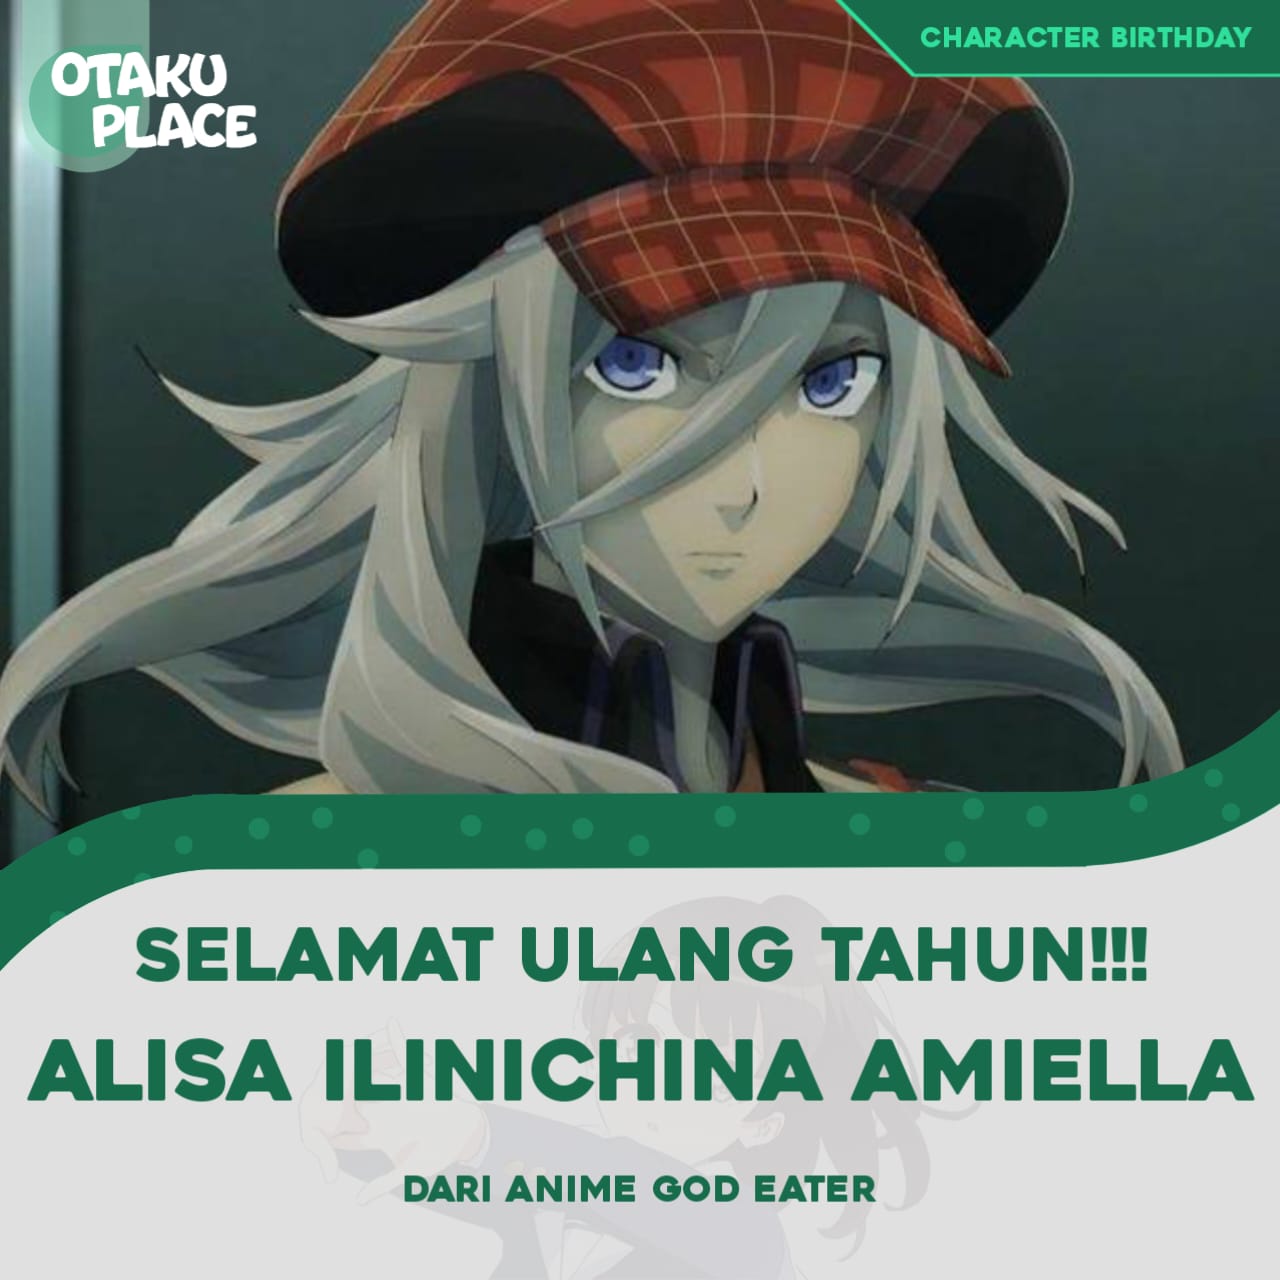 OTAKU
PLACE
CHARACTER BIRTHDAY
SELAMAT ULANG TAHUN!!!
ALISA ILINICHINA AMIELLA
DARI ANIME GOD EATER